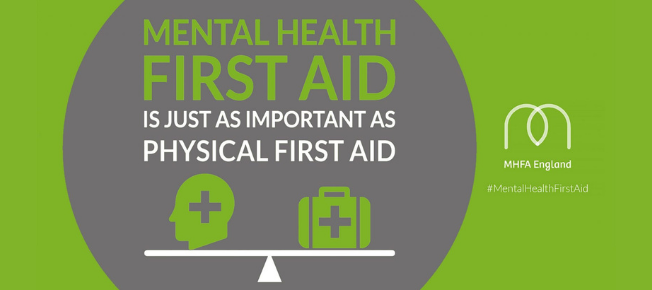 MENTAL HEALTH
FIRST AID
IS JUST AS IMPORTANT AS
PHYSICAL FIRST AID
MHFA England
#MentalHealthFirstAid